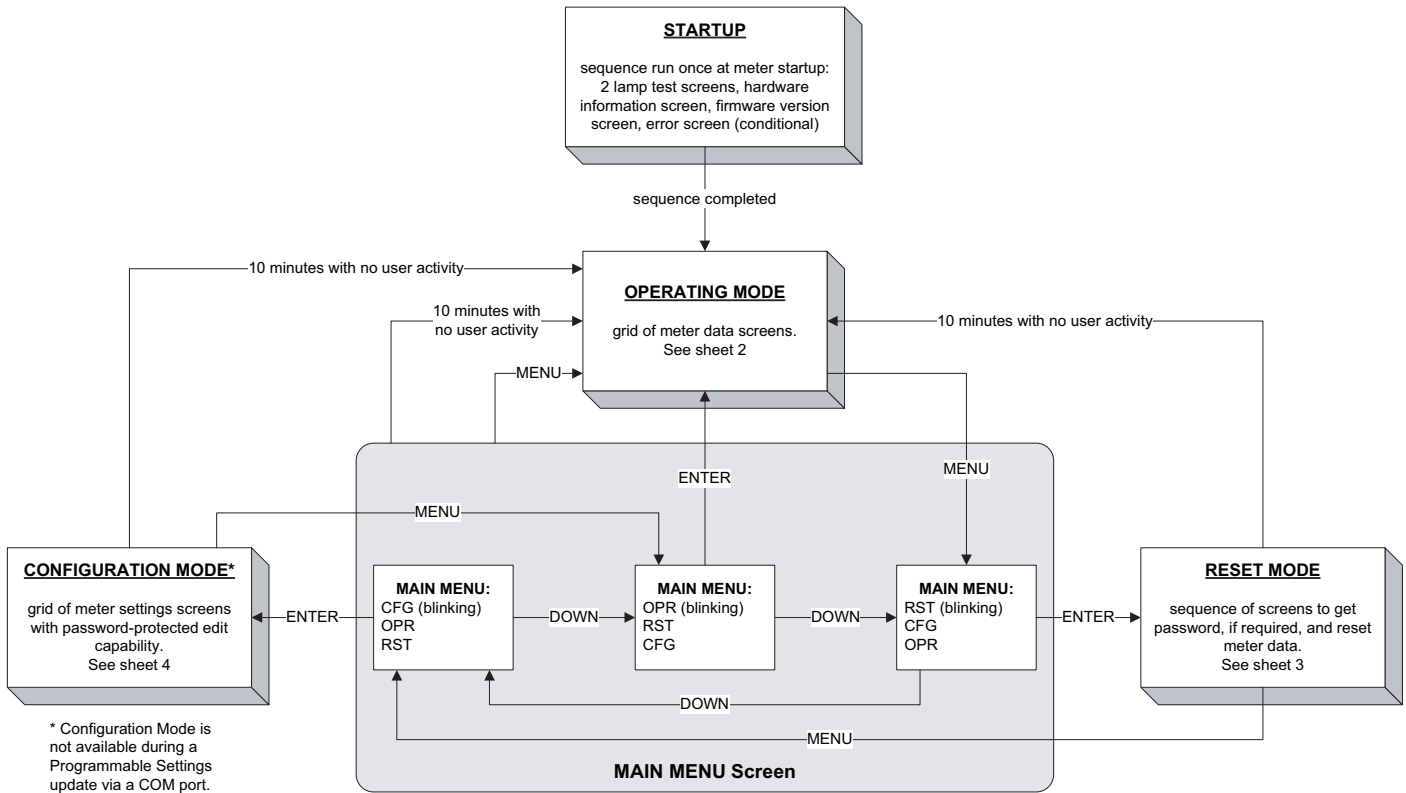 STARTUP
sequence run once at meter startup:
2 lamp test screens, hardware
information screen, firmware version
screen, error screen (conditional)
sequence completed
10 minutes with no user activity
OPERATING MODE
grid of meter data screens.
See sheet 2
10 minutes with
no user activity
10 minutes with no user activity
MENU
MENU
ENTER
MENU
CONFIGURATION MODE*
grid of meter settings screens
with password-protected edit
capability.
See sheet 4
ENTER
MAIN MENU:
CFG (blinking)
OPR
RST
DOWN
MAIN MENU:
OPR (blinking)
RST
CFG
DOWN
MAIN MENU:
RST (blinking)
CFG
OPR
ENTER
RESET MODE
sequence of screens to get
password, if required, and reset
meter data.
See sheet 3
DOWN
MENU
* Configuration Mode is
not available during a
Programmable Settings
update via a COM port.
MAIN MENU Screen